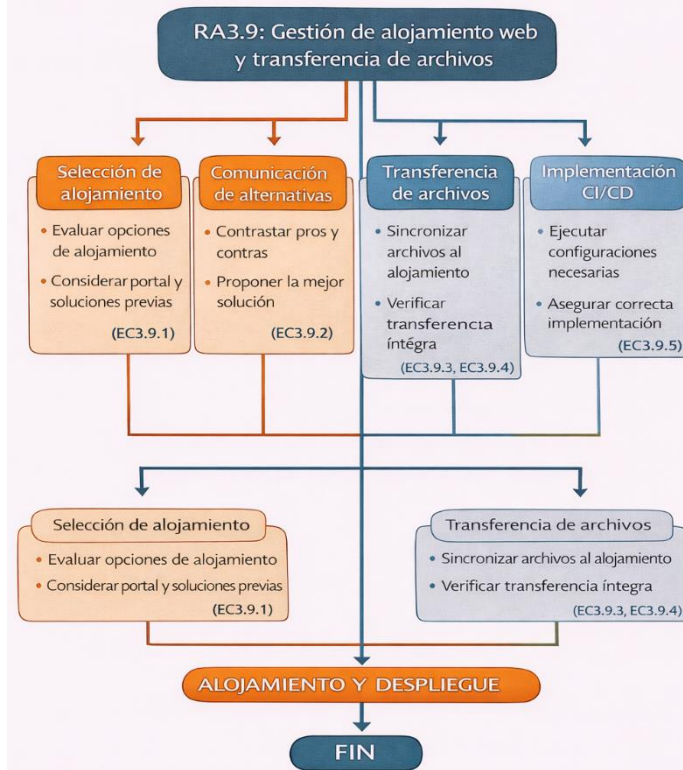 RA3.9: Gestión de alojamiento web
y transferencia de archivos
Selección de
alojamiento
• Evaluar opciones
de alojamiento
• Considerar portal y
soluciones previas
(EC3.9.1)
Comunicación
de alternativas
• Contrastar pros y
contras
• Proponer la mejor
solución
(EC3.9.2)
Transferencia
de archivos
• Sincronizar
archivos al
alojamiento
• Verificar
transferencia
íntégra
(EC3.9.3, EC3.9.4)
Implementación
CI/CD
• Ejecutar
configuraciones
necesarias
• Asegurar correcta
implementación
(EC3.9.5)
Selección de alojamiento
• Evaluar opciones de alojamiento
• Considerar portal y soluciones previas
(EC3.9.1)
Transferencia de archivos
• Sincronizar archivos al alojamiento
• Verificar transferencia íntegra
(EC3.9.3, EC3.9.4)
ALOJAMIENTO Y DESPLIEGUE
FIN